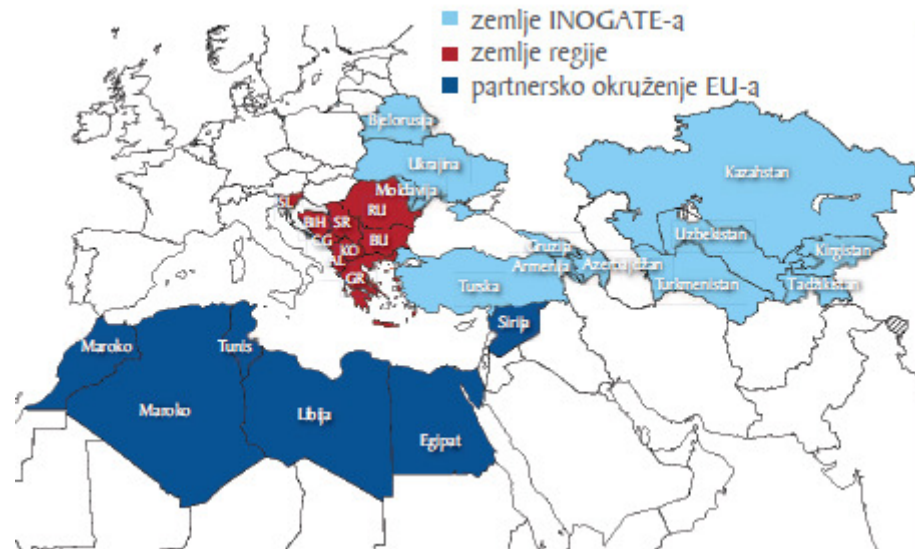 zemlje INOGATE-a
zemlje regije
partnersko okruženje EU-a
Bjelorusija
Ukrajina
Kazahstan
Moldavija
SL
RU
BIH
SR
CG
KO
BU
AL
GR
Gruzija
Armenija
Azerbejdžan
Uzbekistan
Kirgistan
Turska
Turkmenistan
Tadžikistan
Sirija
Maroko
Tunis
Maroko
Libija
Egipat